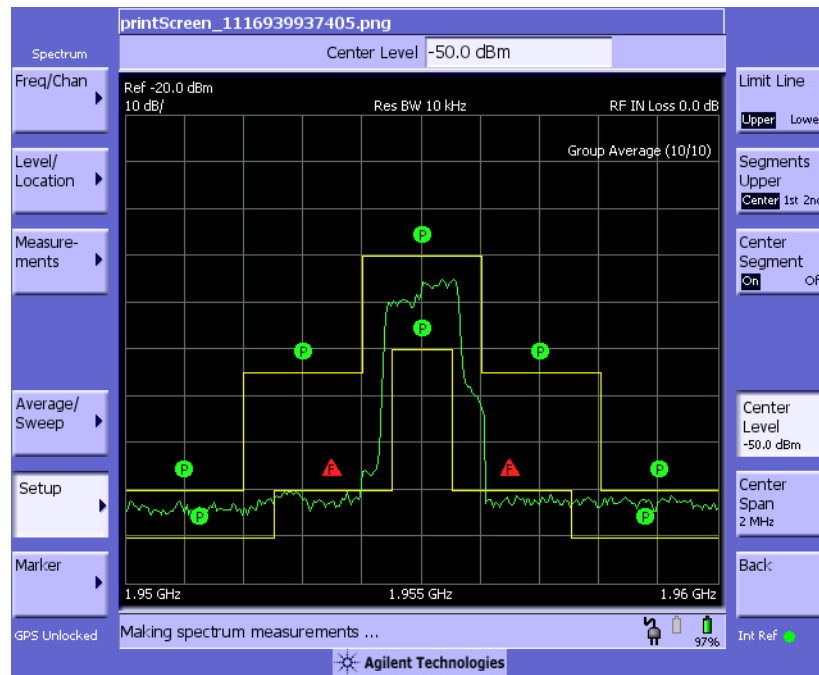 printScreen_1116939937405.png
Spectrum
Center Level -50.0 dBm
Freq/Chan
Level/
Location
Measure-
ments
Average/
Sweep
Setup
Marker
GPS Unlocked
Ref -20.0 dBm
10 dB/ Res BW 10 kHz RF IN Loss 0.0 dB
Group Average (10/10)
P
P
P P
P F F P
P P
1.95 GHz 1.955 GHz 1.96 GHz
Making spectrum measurements ...
97%
Agilent Technologies
Limit Line
Upper Lowe
Segments
Upper
Center 1st 2nd
Center
Segment
On Of
Center
Level
-50.0 dBm
Center
Span
2 MHz
Back
Int Ref